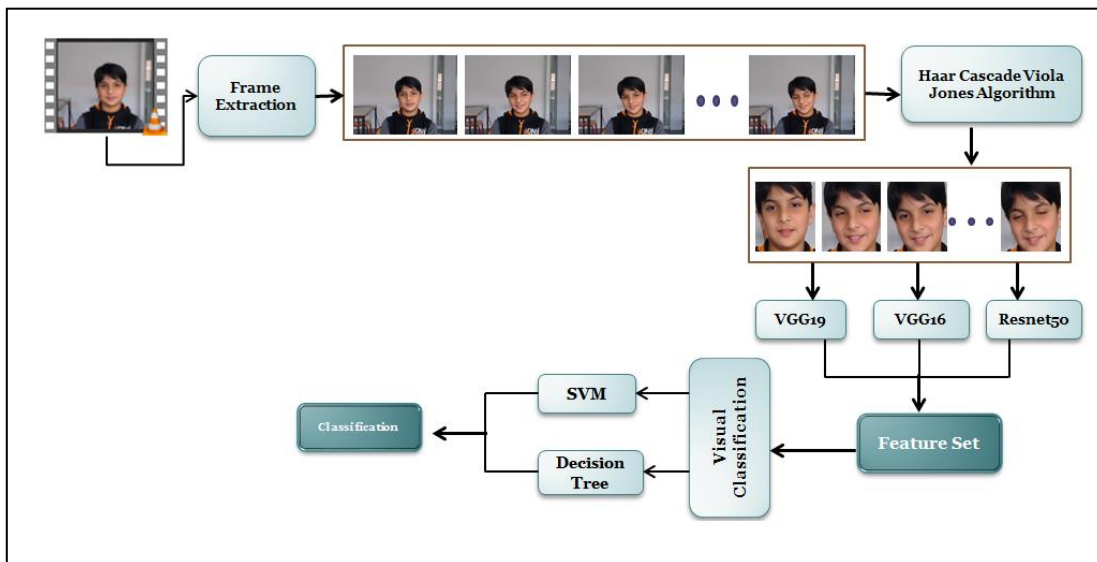 Frame
Extraction
Haar Cascade Viola
Jones Algorithm
VGG19
VGG16
Resnet50
Feature Set
Visual
Classification
SVM
Decision
Tree
Classification